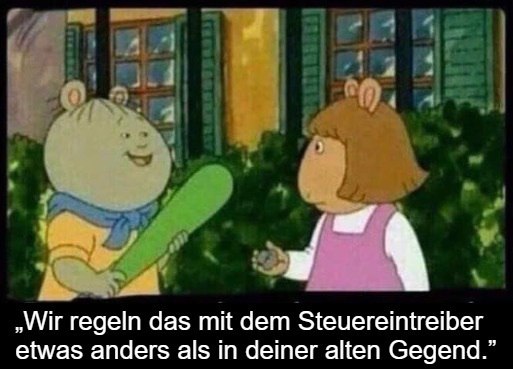 „Wir regeln das mit dem Steuereintreiber
etwas anders als in deiner alten Gegend.”